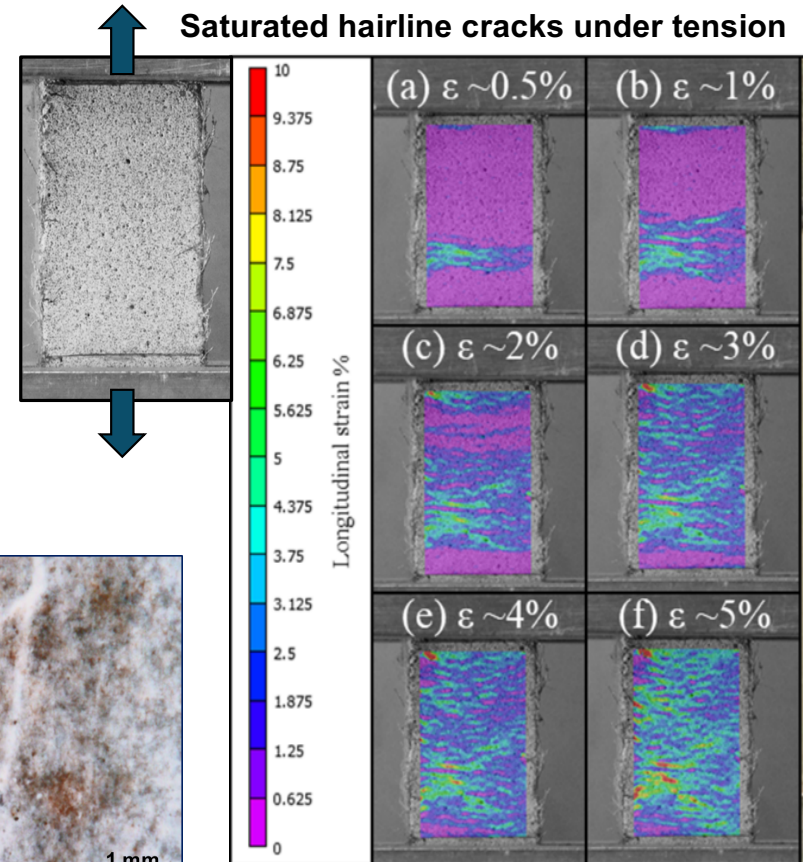 Saturated hairline cracks under tension
10
9.375
8.75
8.125
7.5
6.875
6.25
5.625
5
4.375
3.75
3.125
2.5
1.875
1.25
0.625
0
Longitudinal strain %
(a) ε ~0.5%
(b) ε ~1%
(c) ε ~2%
(d) ε ~3%
(e) ε ~4%
(f) ε ~5%
1 mm